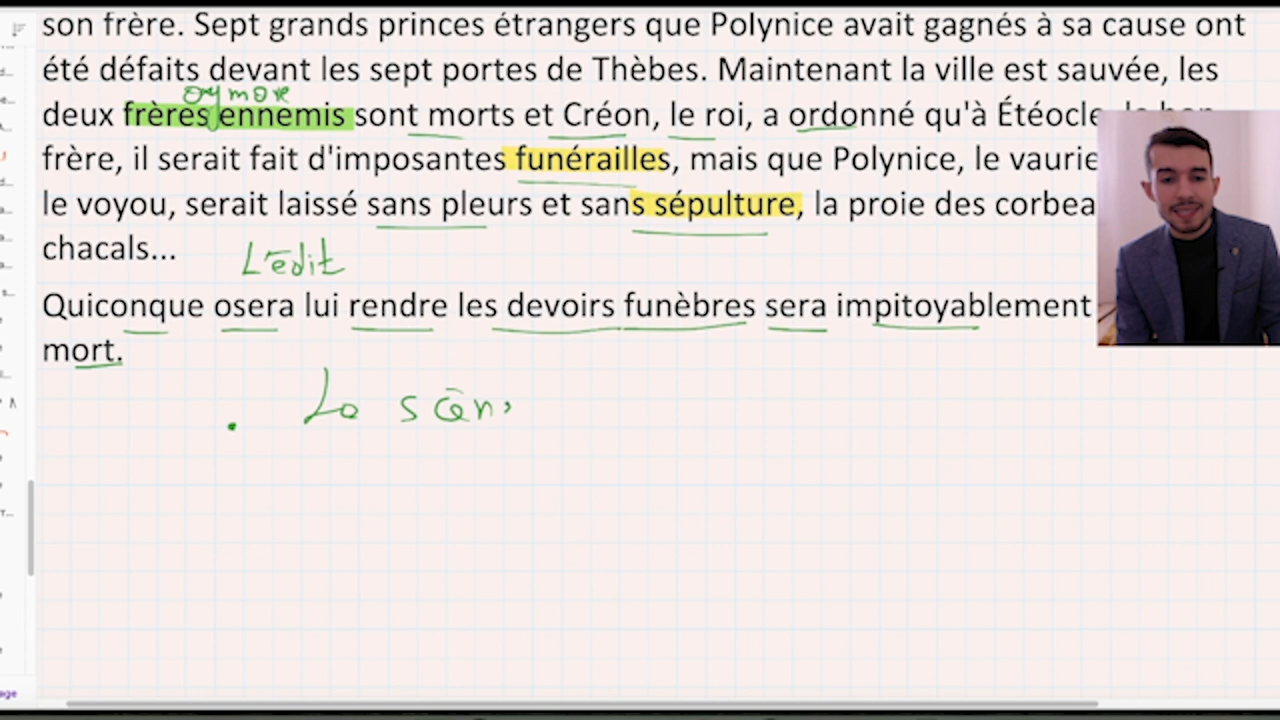 son frère. Sept grands princes étrangers que Polynice avait gagnés à sa cause ont
été défaits devant les sept portes de Thèbes. Maintenant la ville est sauvée, les
oxymore
deux frères ennemis sont morts et Créon, le roi, a ordonné qu'à Étéocle
frère, il serait fait d'imposantes funérailles, mais que Polynice, le vaurie
le voyou, serait laissé sans pleurs et sans sépulture, la proie des corbea
chacals...
L'édit
Quiconque osera lui rendre les devoirs funèbres sera impitoyablement
mort.
. La scèn